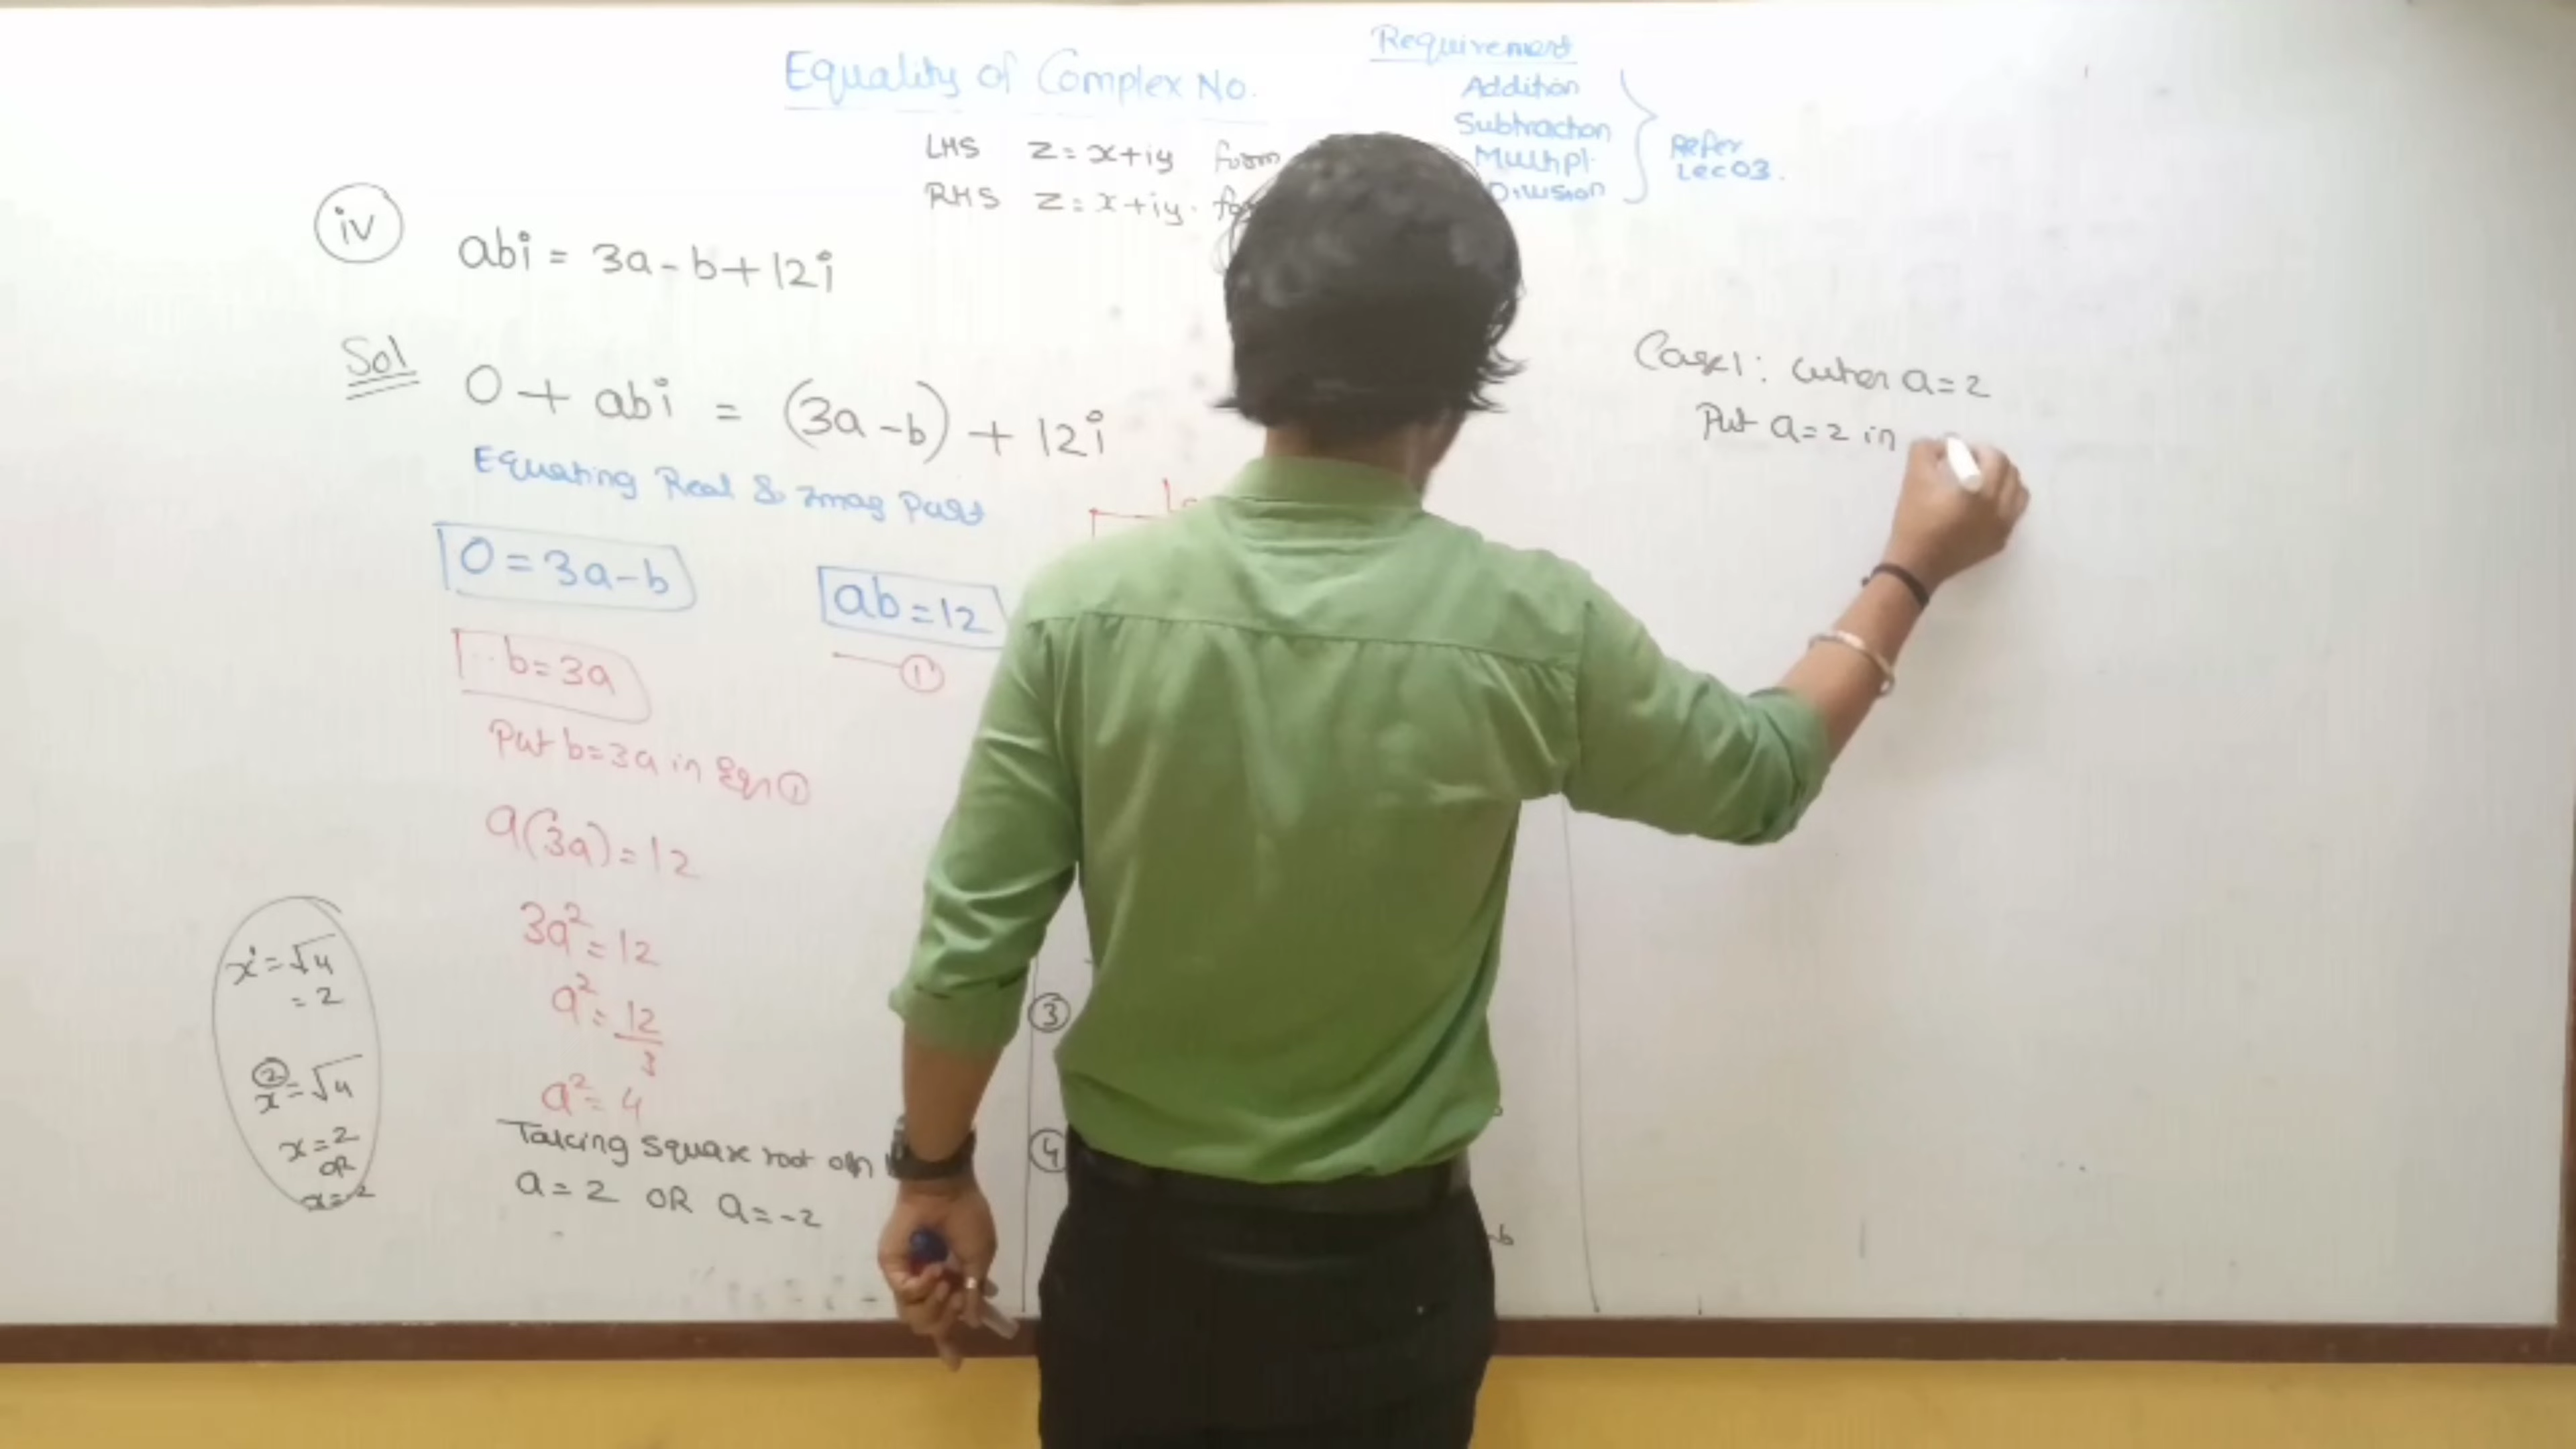 Equality of Complex No.
LHS z=x+iy form
RHS z=x+iy.
Requirement
Addition
Subtraction
Multipl.
Division
Refer
Lec03.
iv abi = 3a-b+12i
Sol 0+abi = (3a-b)+12i
Equating Real & Imag Part
0=3a-b
ab=12
①
∴ b=3a
Put b=3a in Eqn ①
a(3a)=12
3a²=12
a²=12/3
a²=4
Taking square root on
a=2 OR a=-2
x=√4
=2
x²=√4
x=2
OR
x=-2
③
④
b
Case1: when a=2
Put a=2 in